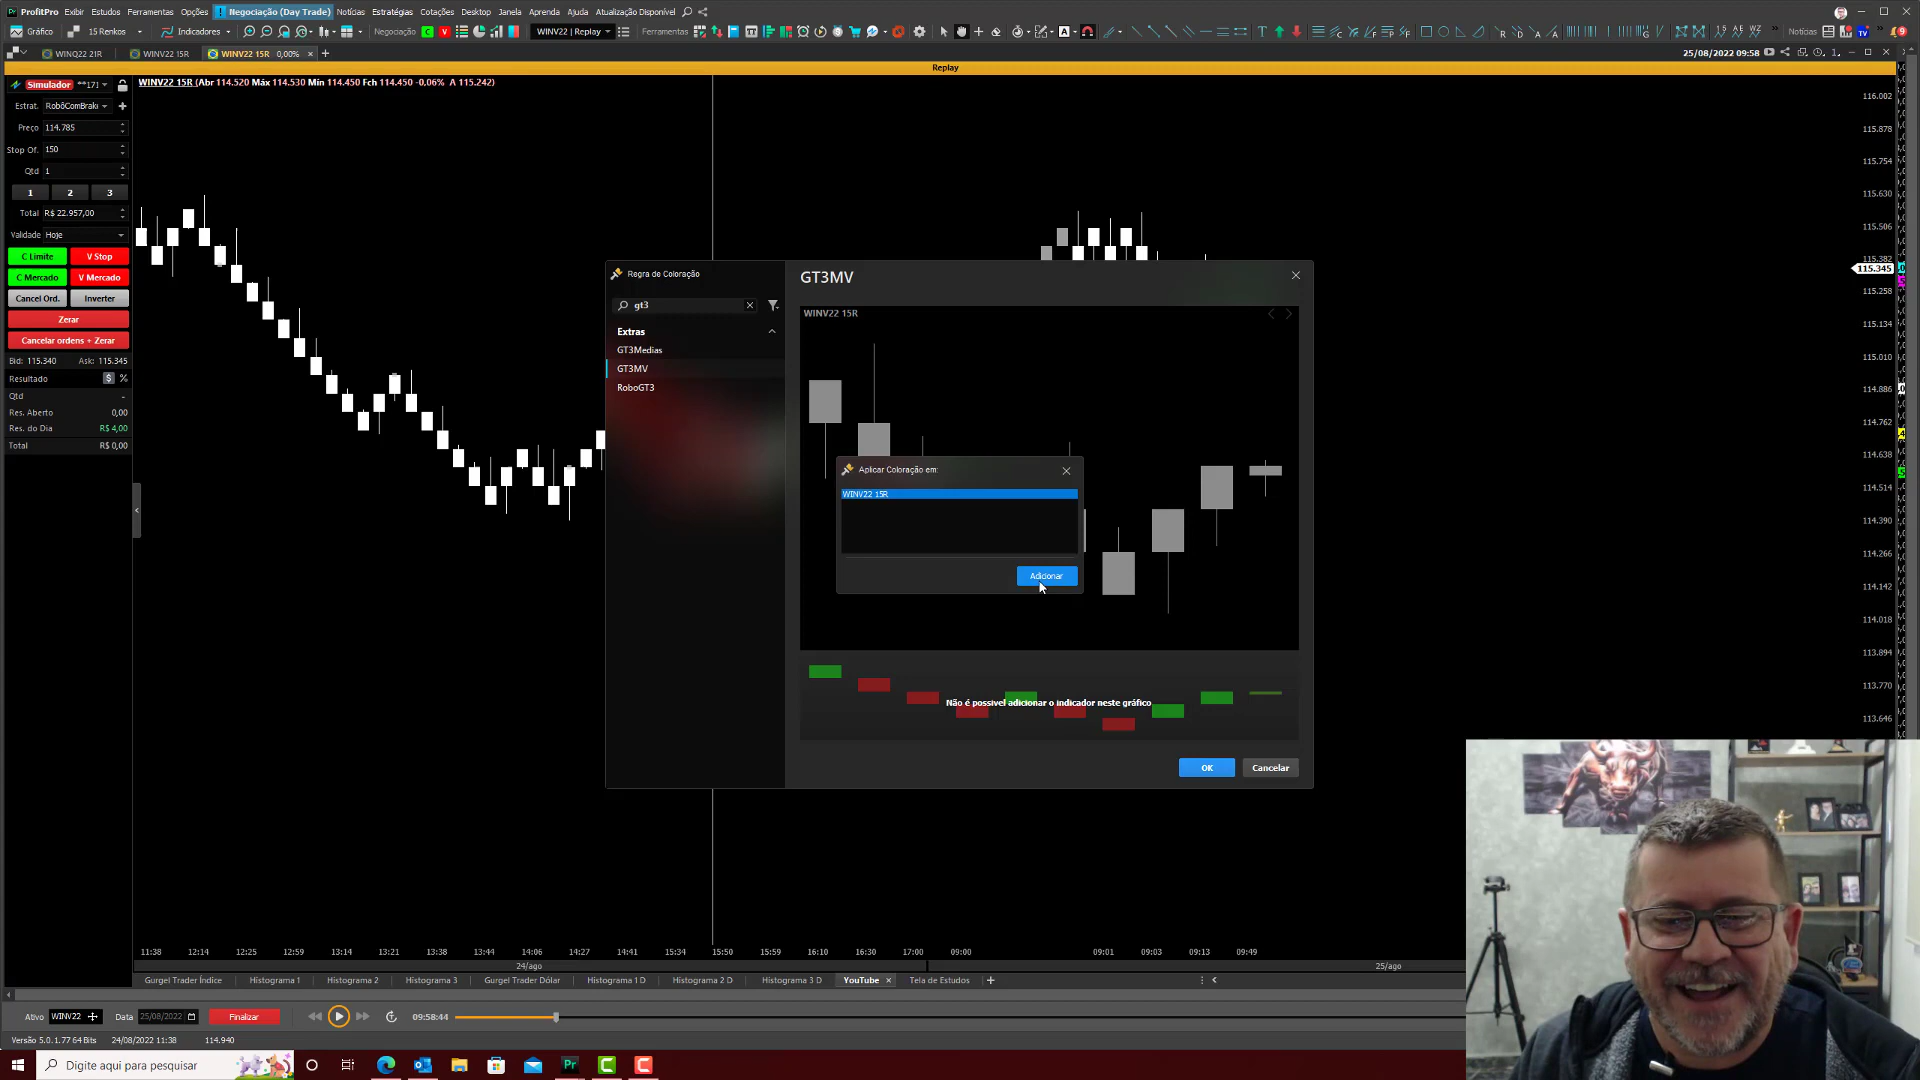 ProfitPro Exibir Estudos Ferramentas Opções Negociação (Day Trade) Notícias Estratégias Cotações Desktop Janela Aprenda Ajuda Atualização Disponível
Gráfico 15 Renkos Indicadores Negociação C V WINV22 | Replay Ferramentas Notícias
WINQ22 21R WINV22 15R WINV22 15R 0,00% 25/08/2022 09:58
Replay
Simulador **171
Estrat. RobôComBrak
Preço 114.785
Stop Of. 150
Qtd 1
1 2 3
Total R$ 22.957,00
Validade Hoje
C Limite V Stop
C Mercado V Mercado
Cancel Ord. Inverter
Zerar
Cancelar ordens + Zerar
Bid: 115.340 Ask: 115.345
Resultado $ %
Qtd -
Res. Aberto 0,00
Res. do Dia R$ 4,00
Total R$ 0,00
WINV22 15R (Abr 114.520 Máx 114.530 Mín 114.450 Fch 114.450 -0,06% A 115.242)
116.002
115.878
115.754
115.630
115.506
115.382
115.345
115.258
115.134
115.010
114.886
114.762
114.638
114.514
114.390
114.266
114.142
114.018
113.894
113.770
113.646
Regra de Coloração
gt3
Extras
GT3Medias
GT3MV
RoboGT3
GT3MV
WINV22 15R
Aplicar Coloração em:
WINV22 15R
Adicionar
Não é possivel adicionar o indicador neste gráfico
OK Cancelar
11:38 12:14 12:25 12:59 13:14 13:21 13:38 13:44 14:06 14:27 14:41 15:34 15:50 15:59 16:10 16:30 17:00 09:00 09:01 09:03 09:13 09:49
24/ago 25/ago
Gurgel Trader Índice Histograma 1 Histograma 2 Histograma 3 Gurgel Trader Dólar Histograma 1 D Histograma 2 D Histograma 3 D YouTube Tela de Estudos
Ativo WINV22 Data 25/08/2022 Finalizar 09:58:44
Versão 5.0.1.77 64 Bits 24/08/2022 11:38 114.940
Digite aqui para pesquisar